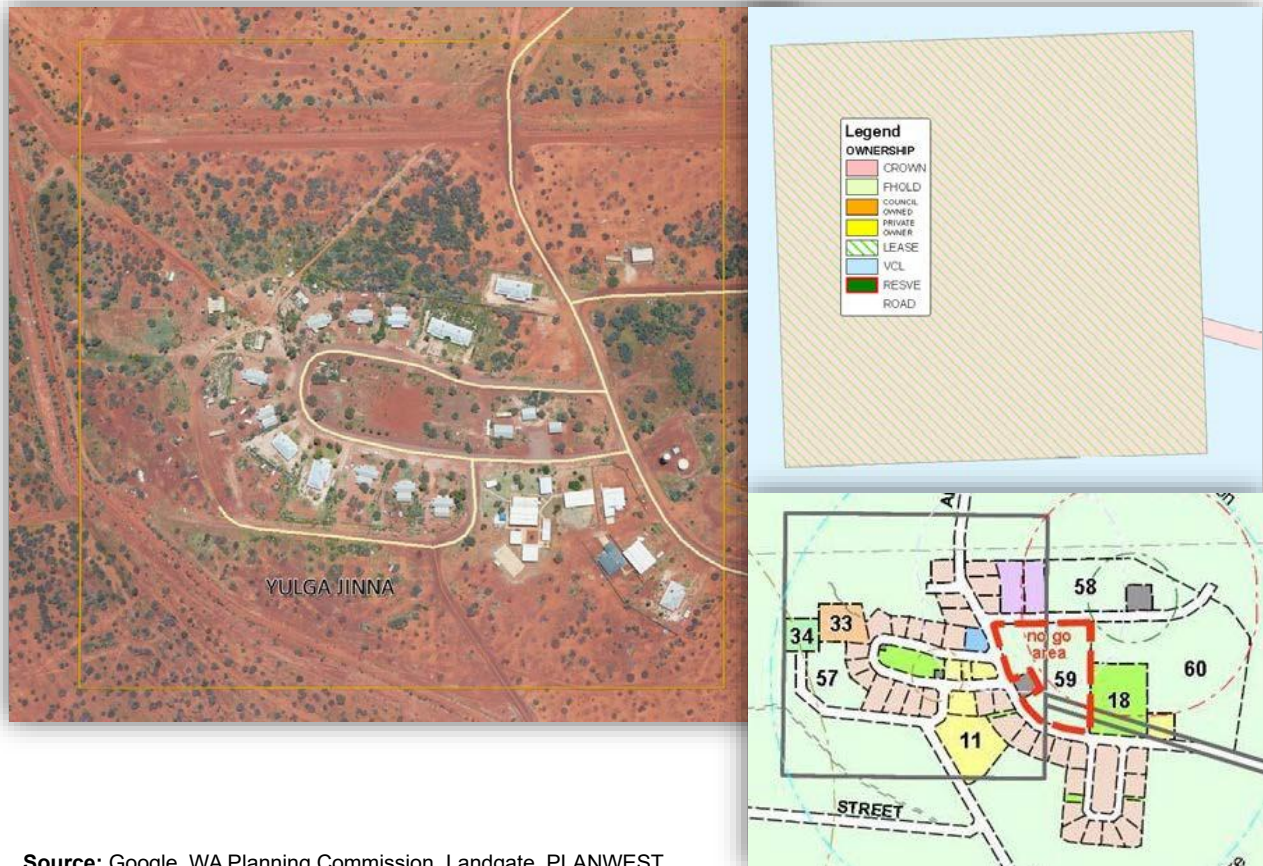 YULGA JINNA
Legend
OWNERSHIP
CROWN
FHOLD
COUNCIL
OWNED
PRIVATE
OWNER
LEASE
VCL
RESVE
ROAD
58
no go
area
33
34
57
59
60
18
11
STREET
Source: Google, WA Planning Commission, Landgate, PLANWEST